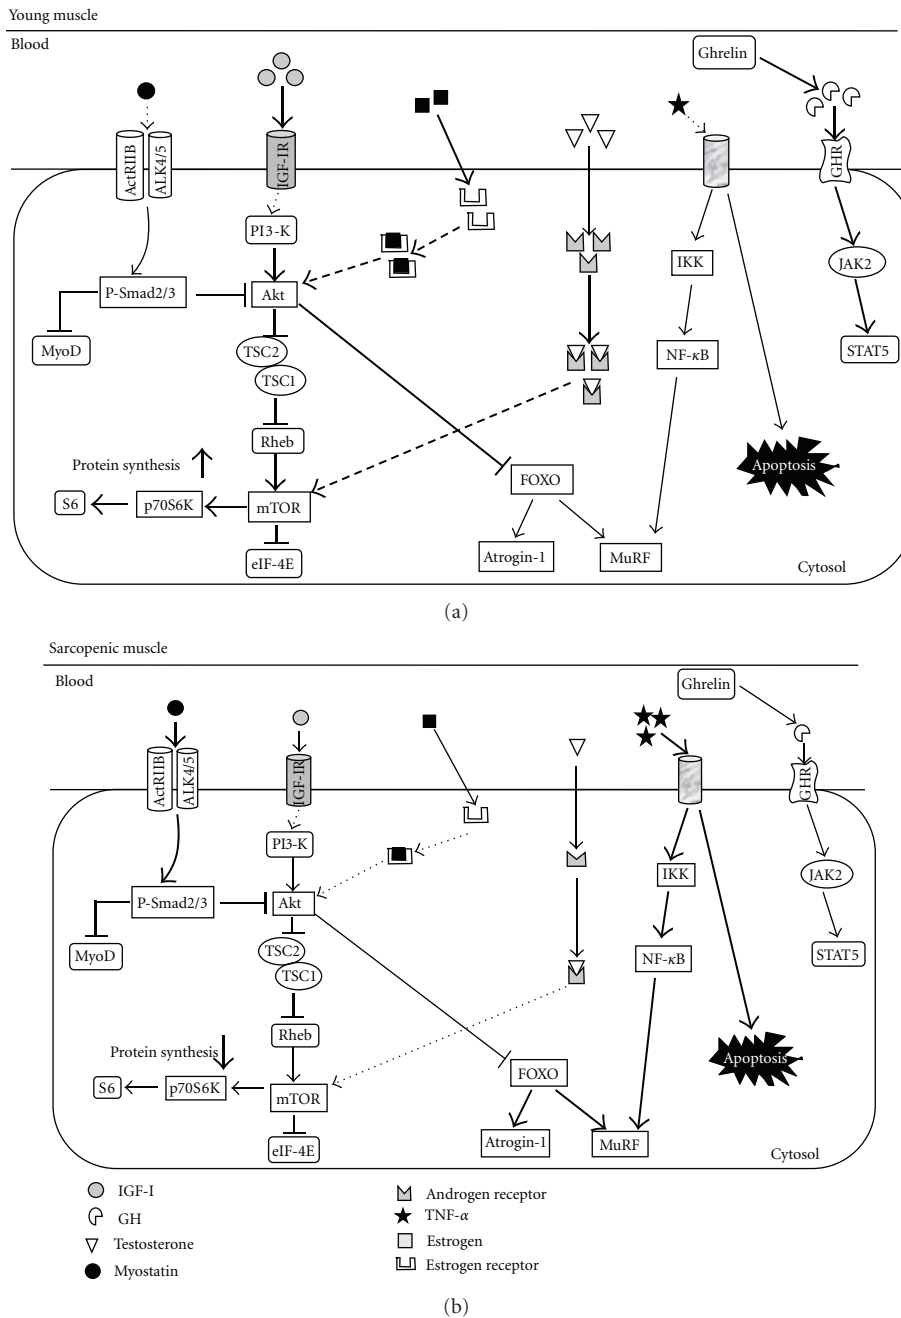 Young muscle
Blood
Ghrelin
ActRIIB
ALK4/5
IGF-IR
GHR
PI3-K
IKK
JAK2
P-Smad2/3
Akt
MyoD
TSC2
NF-κB
STAT5
TSC1
Rheb
Protein synthesis
Apoptosis
FOXO
S6
p70S6K
mTOR
eIF-4E
Atrogin-1
MuRF
Cytosol
(a)
Sarcopenic muscle
Blood
Ghrelin
ActRIIB
ALK4/5
IGF-IR
GHR
PI3-K
IKK
JAK2
P-Smad2/3
Akt
MyoD
TSC2
NF-κB
STAT5
TSC1
Rheb
Protein synthesis
Apoptosis
FOXO
S6
p70S6K
mTOR
eIF-4E
Atrogin-1
MuRF
Cytosol
IGF-I
GH
Testosterone
Myostatin
Androgen receptor
TNF-α
Estrogen
Estrogen receptor
(b)